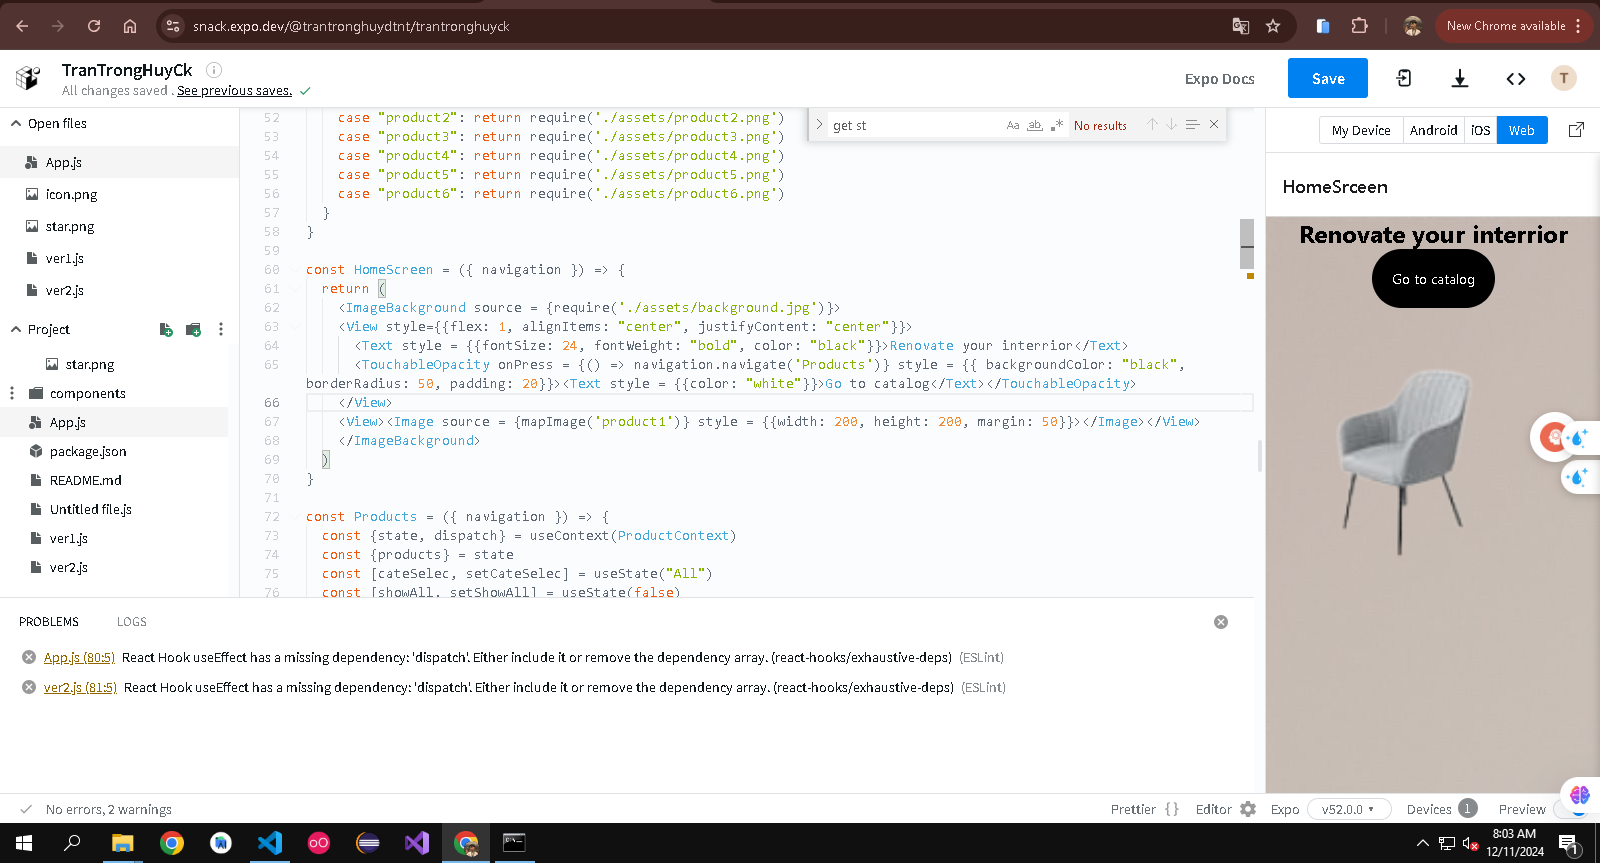 snack.expo.dev/@trantronghuydtnt/trantronghuyck
New Chrome available
TranTrongHuyCk
All changes saved. See previous saves.
Expo Docs
Save
T
Open files
App.js
icon.png
star.png
ver1.js
ver2.js
Project
star.png
components
App.js
package.json
README.md
Untitled file.js
ver1.js
ver2.js
get st
Aa
ab
No results
52 case "product2": return require('./assets/product2.png')
53 case "product3": return require('./assets/product3.png')
54 case "product4": return require('./assets/product4.png')
55 case "product5": return require('./assets/product5.png')
56 case "product6": return require('./assets/product6.png')
57 }
58 }
59
60 const HomeScreen = ({ navigation }) => {
61 return (
62 <ImageBackground source = {require('./assets/background.jpg')}>
63 <View style={{flex: 1, alignItems: "center", justifyContent: "center"}}>
64 <Text style = {{fontSize: 24, fontWeight: "bold", color: "black"}}>Renovate your interrior</Text>
65 <TouchableOpacity onPress = {() => navigation.navigate('Products')} style = {{ backgroundColor: "black",
borderRadius: 50, padding: 20}}><Text style = {{color: "white"}}>Go to catalog</Text></TouchableOpacity>
66 </View>
67 <View><Image source = {mapImage('product1')} style = {{width: 200, height: 200, margin: 50}}></Image></View>
68 </ImageBackground>
69 )
70 }
71
72 const Products = ({ navigation }) => {
73 const {state, dispatch} = useContext(ProductContext)
74 const {products} = state
75 const [cateSelec, setCateSelec] = useState("All")
76 const [showAll, setShowAll] = useState(false)
My Device
Android
iOS
Web
HomeSrceen
Renovate your interrior
Go to catalog
PROBLEMS
LOGS
App.js (80:5) React Hook useEffect has a missing dependency: 'dispatch'. Either include it or remove the dependency array. (react-hooks/exhaustive-deps) (ESLint)
ver2.js (81:5) React Hook useEffect has a missing dependency: 'dispatch'. Either include it or remove the dependency array. (react-hooks/exhaustive-deps) (ESLint)
No errors, 2 warnings
Prettier {}
Editor
Expo
v52.0.0
Devices 1
Preview
8:03 AM
12/11/2024
1